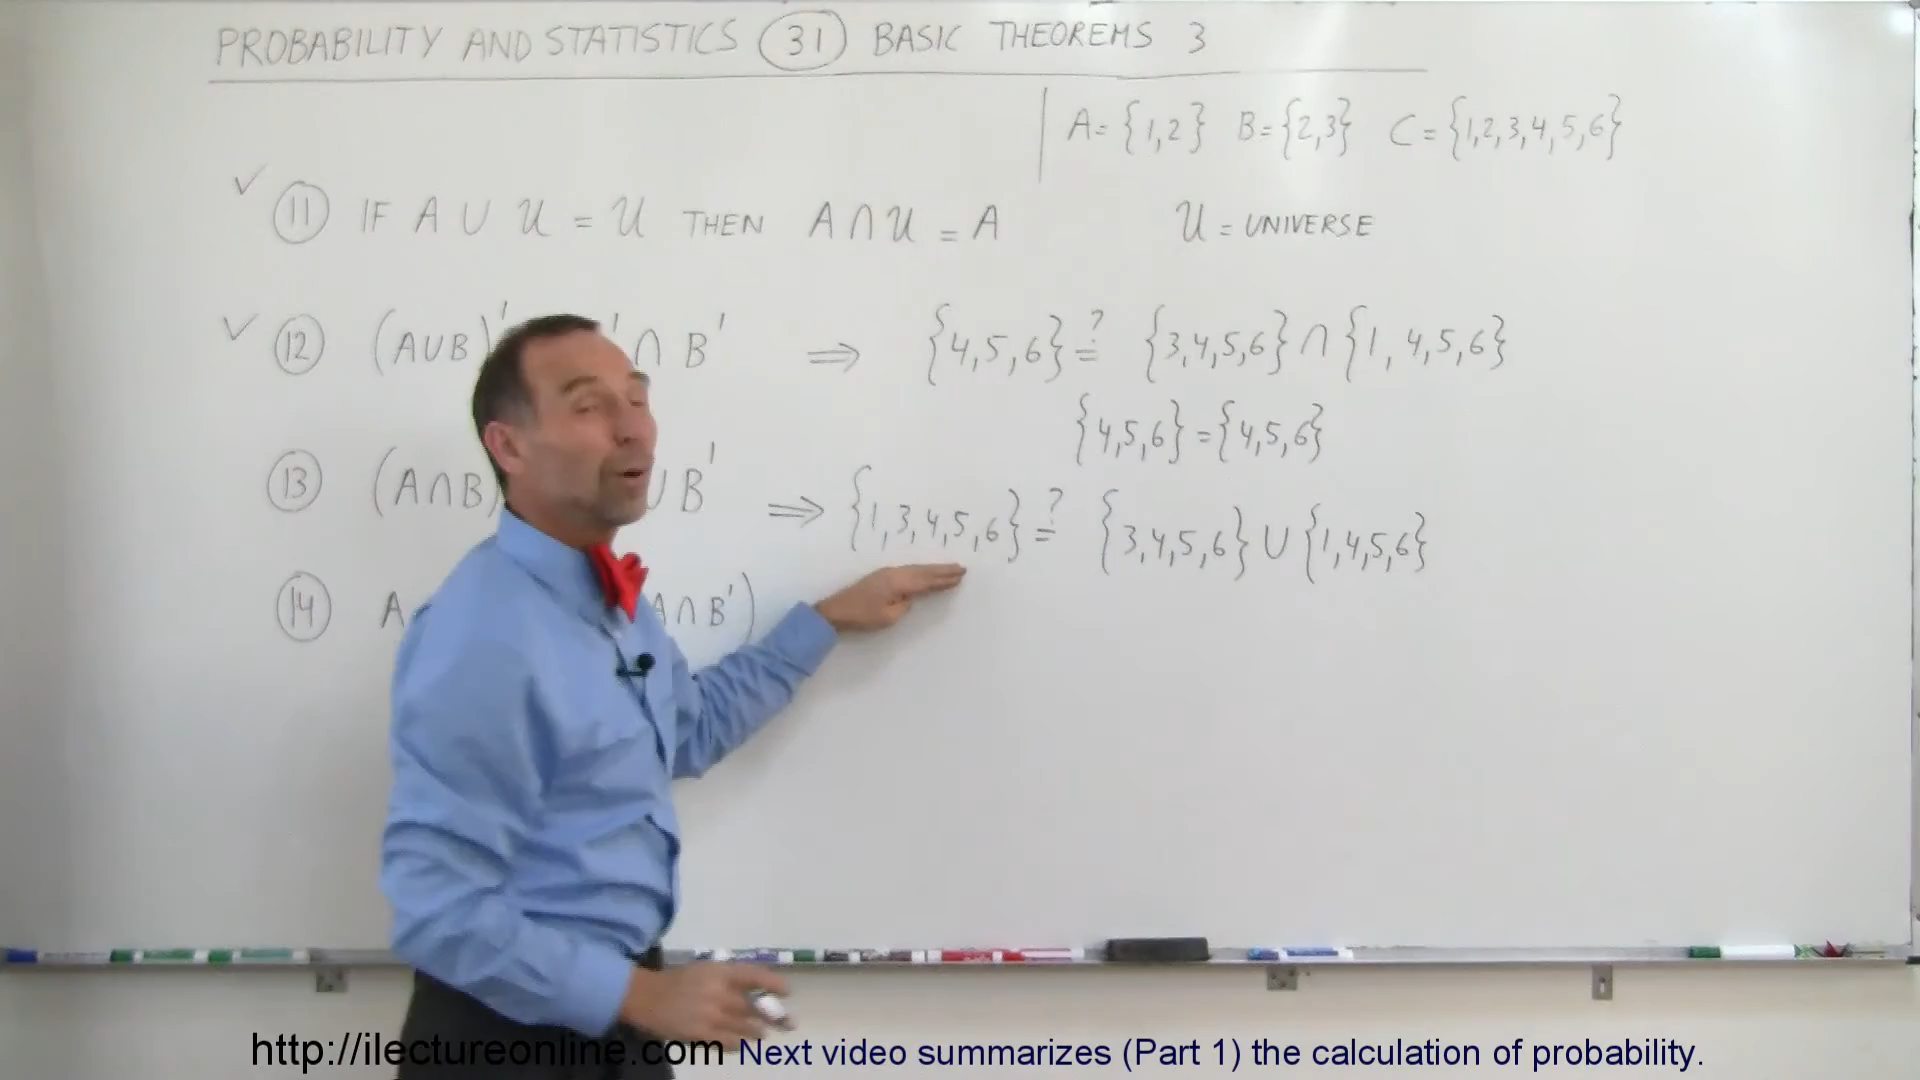 PROBABILITY AND STATISTICS 31 BASIC THEOREMS 3
A = {1,2} B = {2,3} C = {1,2,3,4,5,6}
✓ 11 IF A ∪ U = U THEN A ∩ U = A U = UNIVERSE
✓ 12 (A∪B)' ' ∩ B' ⇒ {4,5,6} ?= {3,4,5,6} ∩ {1, 4,5,6}
{4,5,6} = {4,5,6}
13 (A∩B) ∪ B' ⇒ {1,3,4,5,6} ?= {3,4,5,6} ∪ {1,4,5,6}
14 A A ∩ B')
http://ilectureonline.com Next video summarizes (Part 1) the calculation of probability.